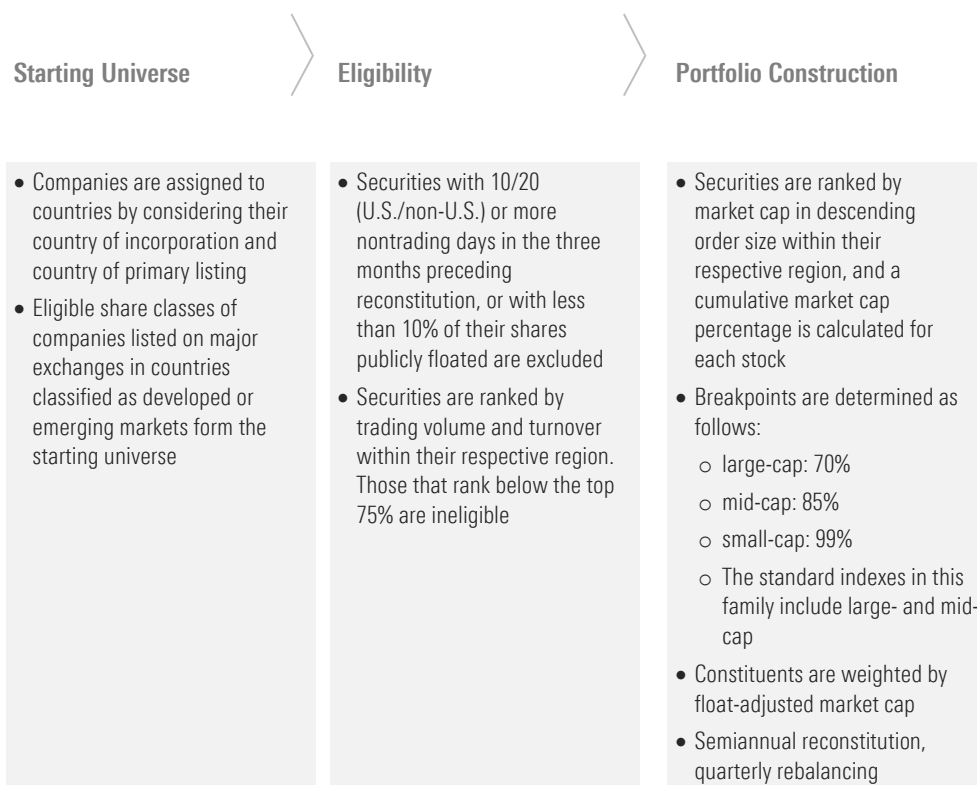 Starting Universe
Eligibility
Portfolio Construction
• Companies are assigned to
countries by considering their
country of incorporation and
country of primary listing
• Eligible share classes of
companies listed on major
exchanges in countries
classified as developed or
emerging markets form the
starting universe
• Securities with 10/20
(U.S./non-U.S.) or more
nontrading days in the three
months preceding
reconstitution, or with less
than 10% of their shares
publicly floated are excluded
• Securities are ranked by
trading volume and turnover
within their respective region.
Those that rank below the top
75% are ineligible
• Securities are ranked by
market cap in descending
order size within their
respective region, and a
cumulative market cap
percentage is calculated for
each stock
• Breakpoints are determined as
follows:
o large-cap: 70%
o mid-cap: 85%
o small-cap: 99%
o The standard indexes in this
family include large- and mid-
cap
• Constituents are weighted by
float-adjusted market cap
• Semiannual reconstitution,
quarterly rebalancing